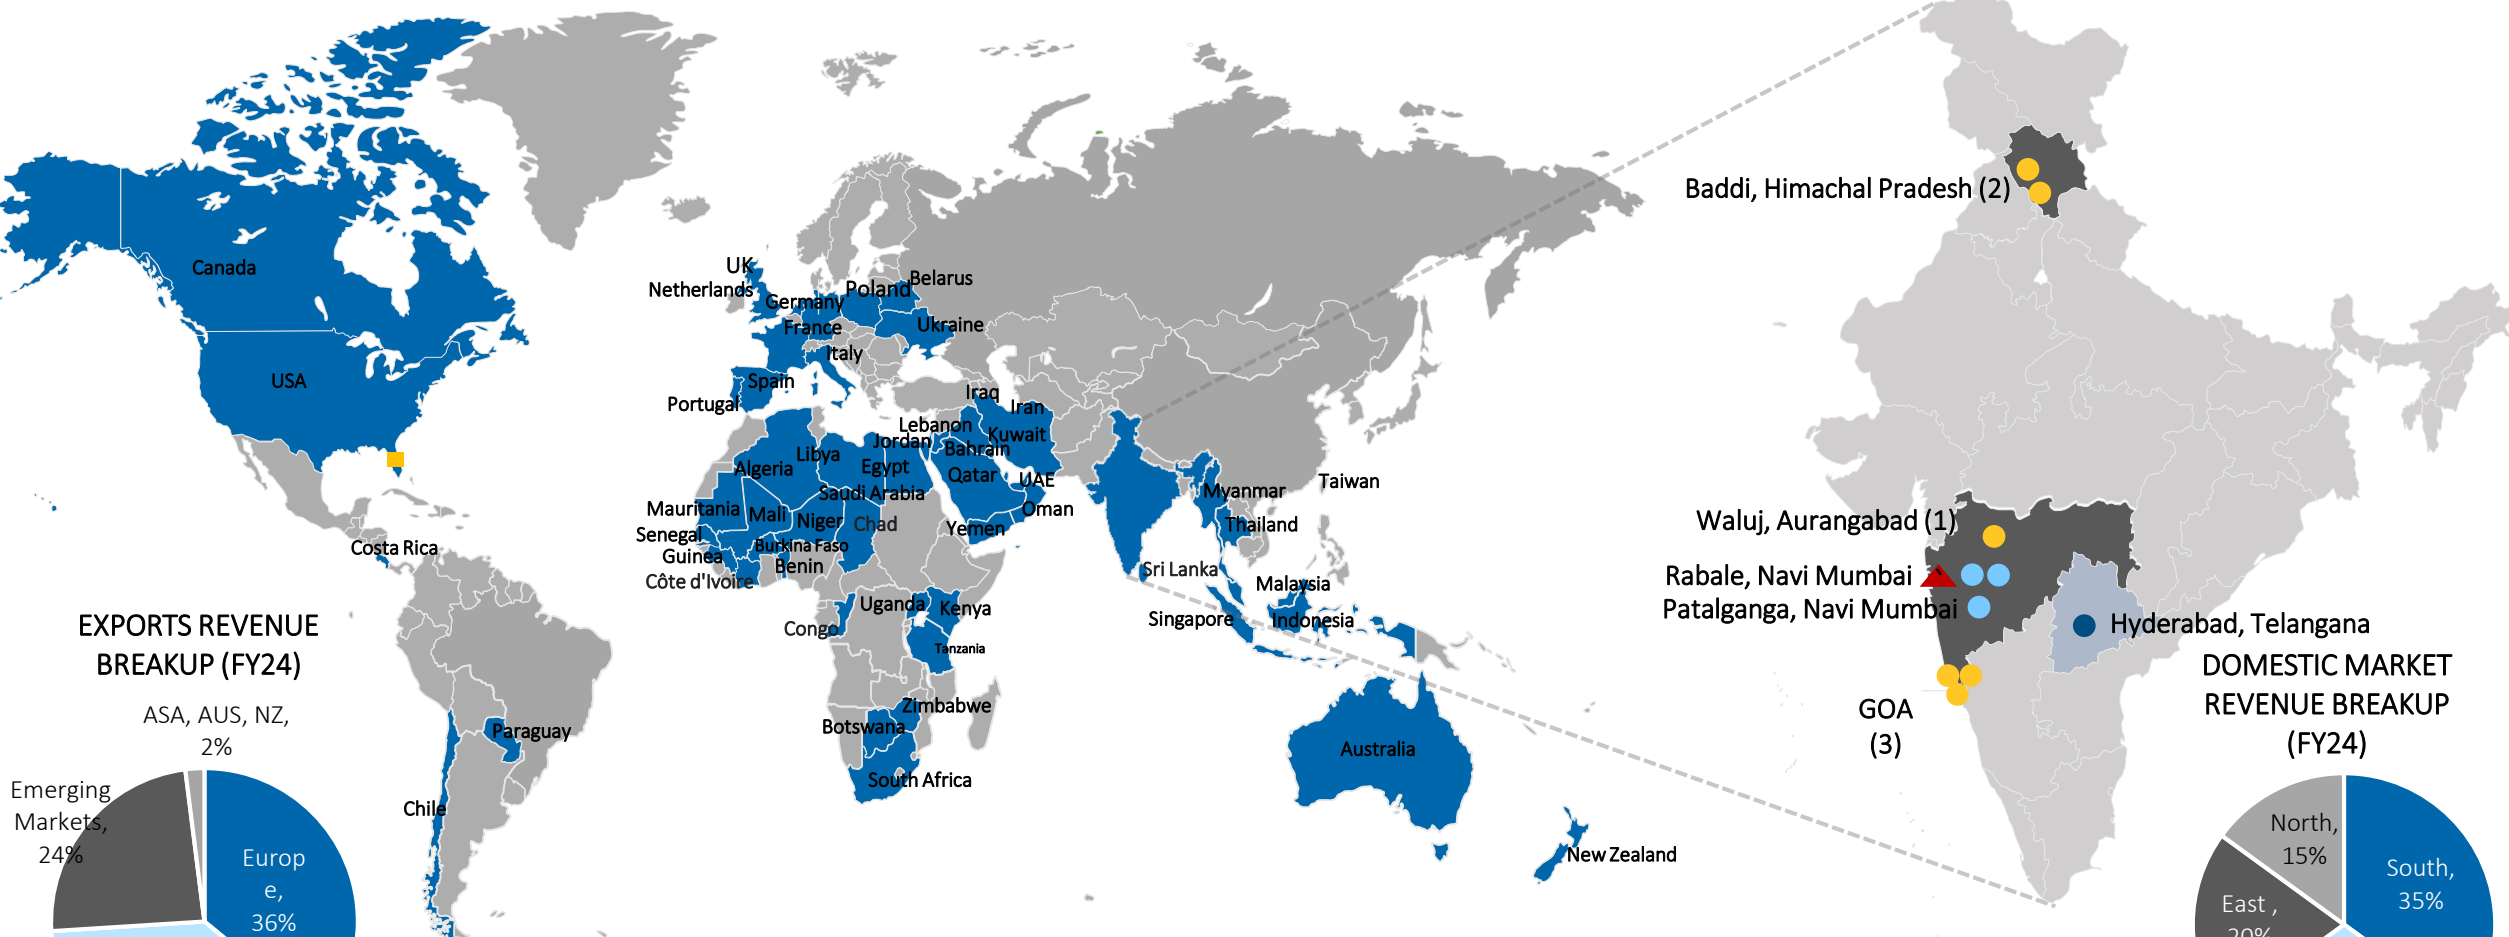 Canada
USA
Costa Rica
Paraguay
Chile
UK
Netherlands
Belarus
Poland
Germany
France
Ukraine
Italy
Spain
Portugal
Iraq
Iran
Lebanon
Kuwait
Jordan
Bahrain
Libya
Algeria
Egypt
Qatar
UAE
Saudi Arabia
Oman
Mauritania
Mali
Niger
Chad
Yemen
Senegal
Burkina Faso
Guinea
Benin
Côte d'Ivoire
Uganda
Kenya
Congo
Tanzania
Zimbabwe
Botswana
South Africa
Taiwan
Myanmar
Thailand
Sri Lanka
Malaysia
Singapore
Indonesia
Australia
New Zealand
Baddi, Himachal Pradesh (2)
Waluj, Aurangabad (1)
Rabale, Navi Mumbai
Patalganga, Navi Mumbai
Hyderabad, Telangana
GOA
(3)
EXPORTS REVENUE
BREAKUP (FY24)
ASA, AUS, NZ,
2%
Emerging
Markets,
24%
Europ
e,
36%
DOMESTIC MARKET
REVENUE BREAKUP
(FY24)
North,
15%
South,
35%
East ,
20%